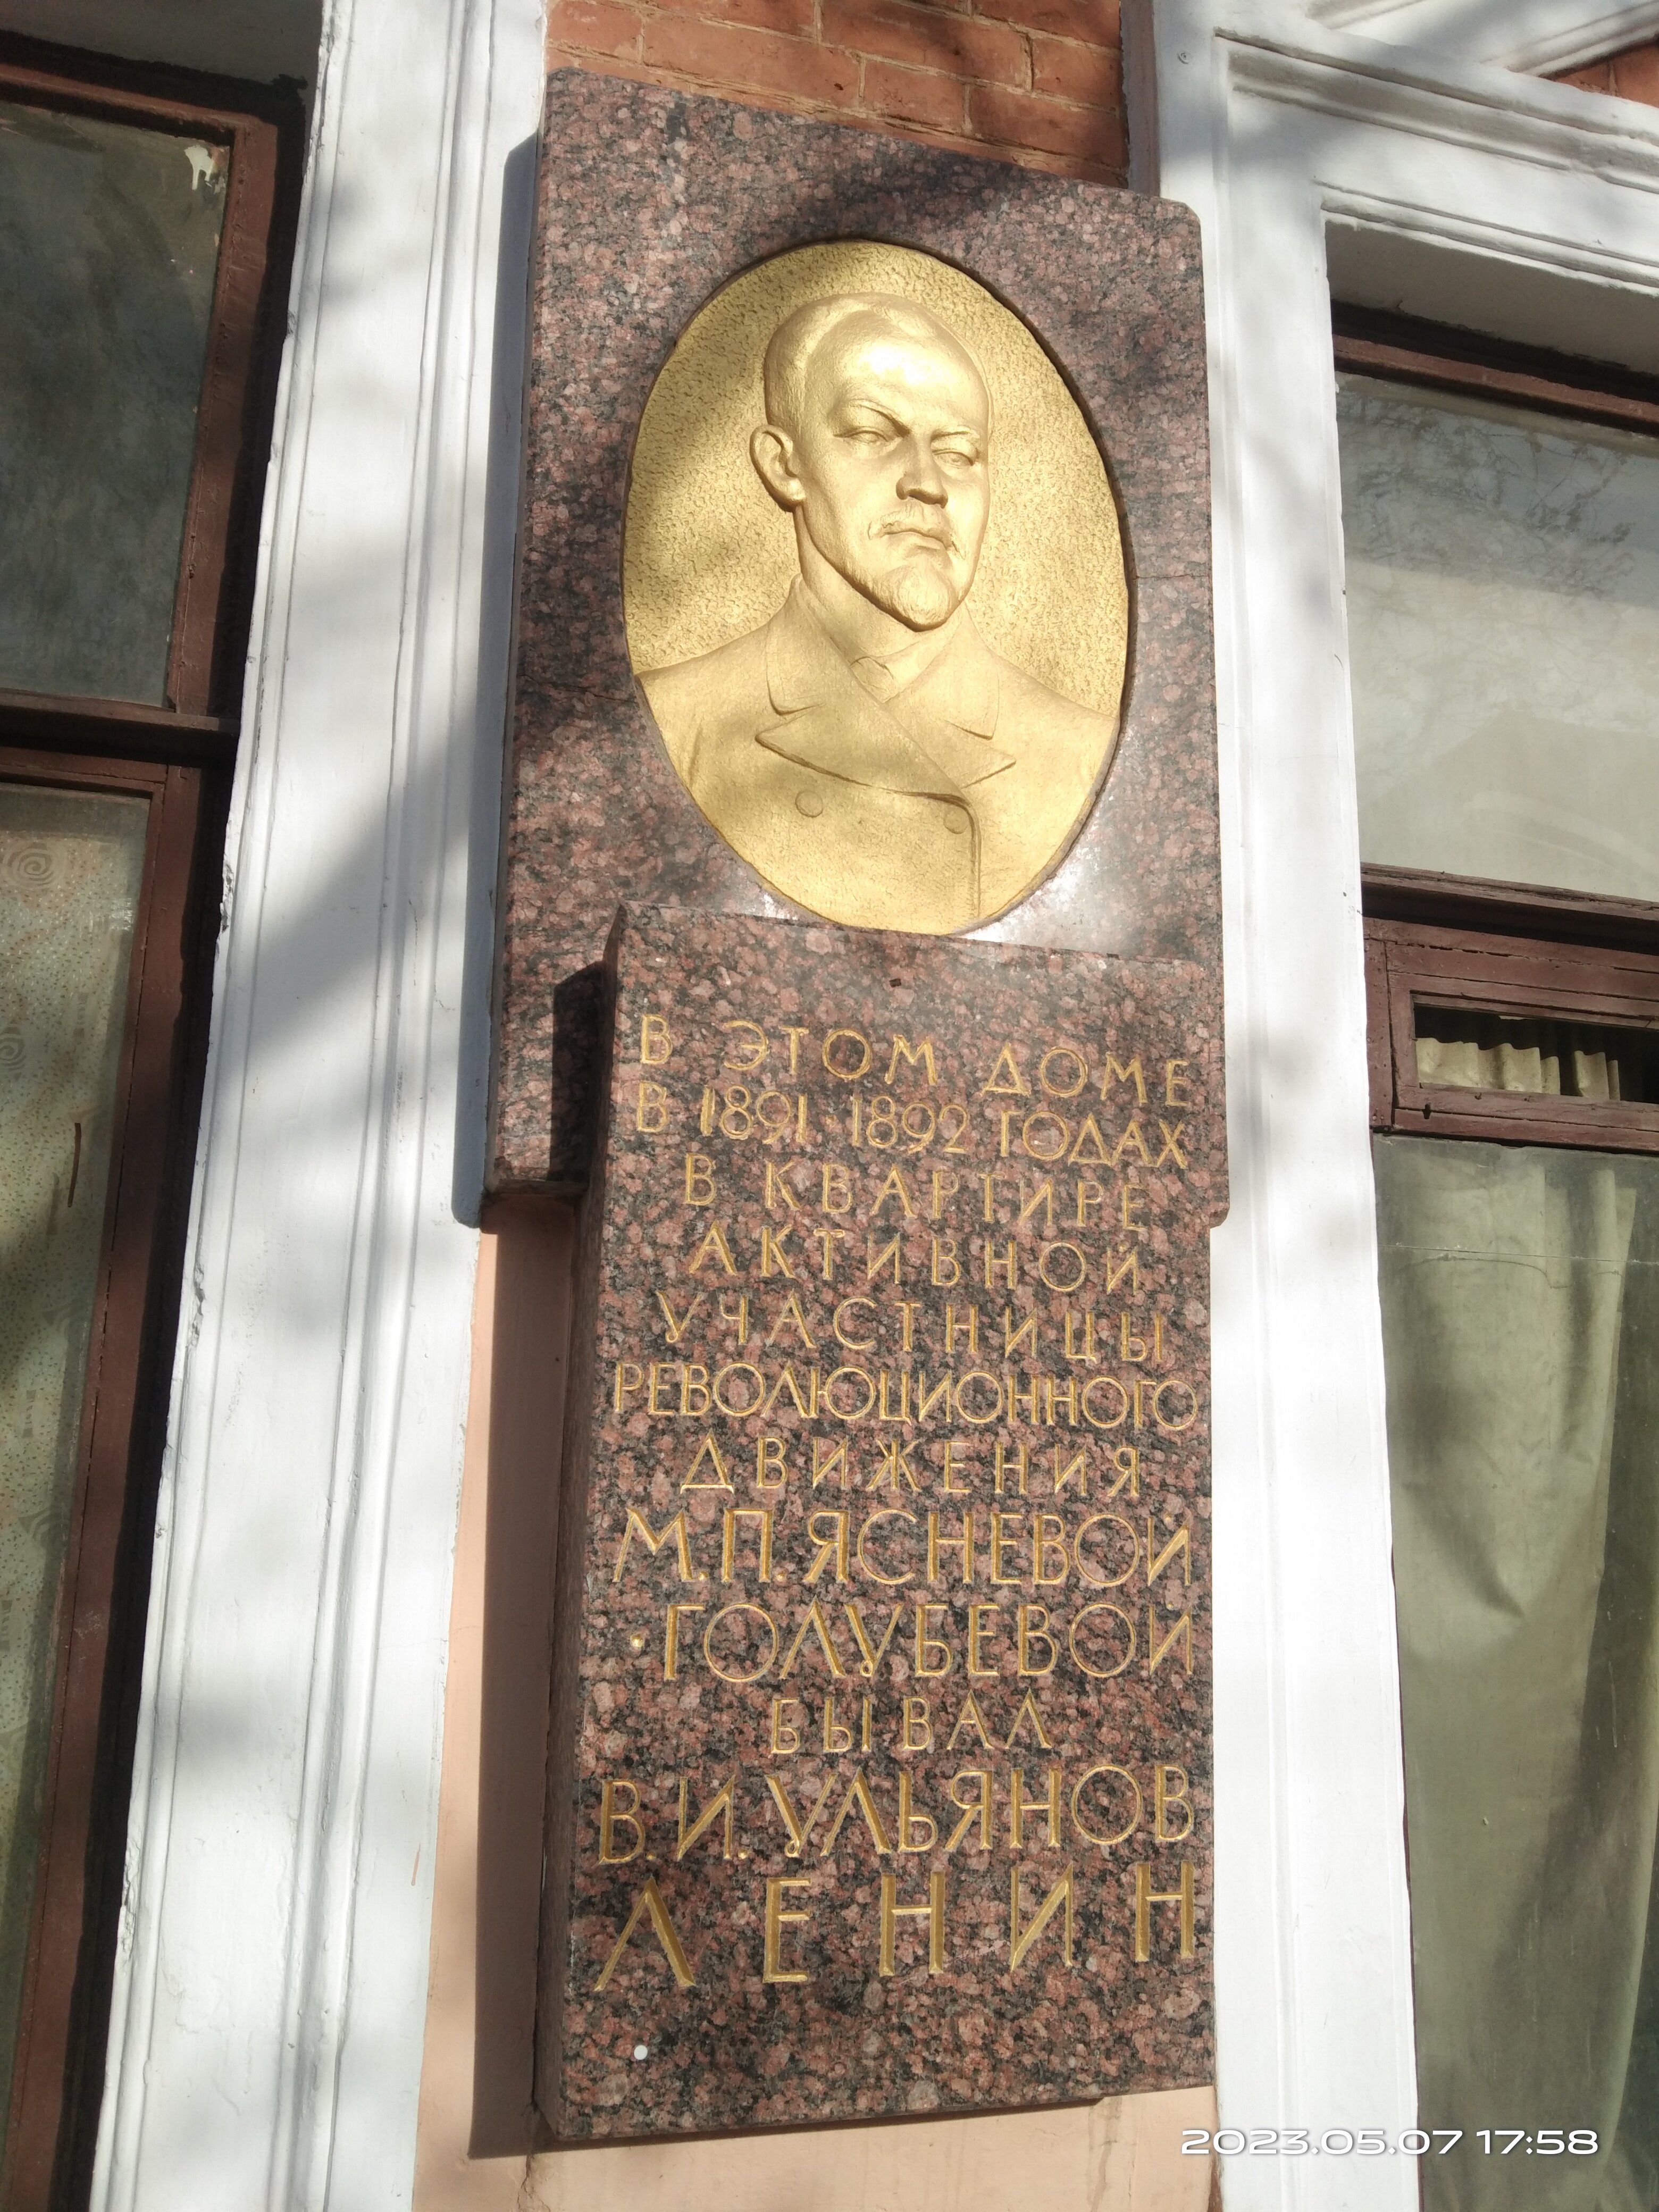 В ЭТОМ ДОМЕ
В 1891-1892 ГОДАХ
В КВАРТИРЕ
АКТИВНОЙ
УЧАСТНИЦЫ
РЕВОЛЮЦИОННОГО
ДВИЖЕНИЯ
М.П.ЯСНЕВОЙ
-ГОЛУБЕВОЙ
БЫВАЛ
В.И.УЛЬЯНОВ
ЛЕНИН
2023.05.07 17:58